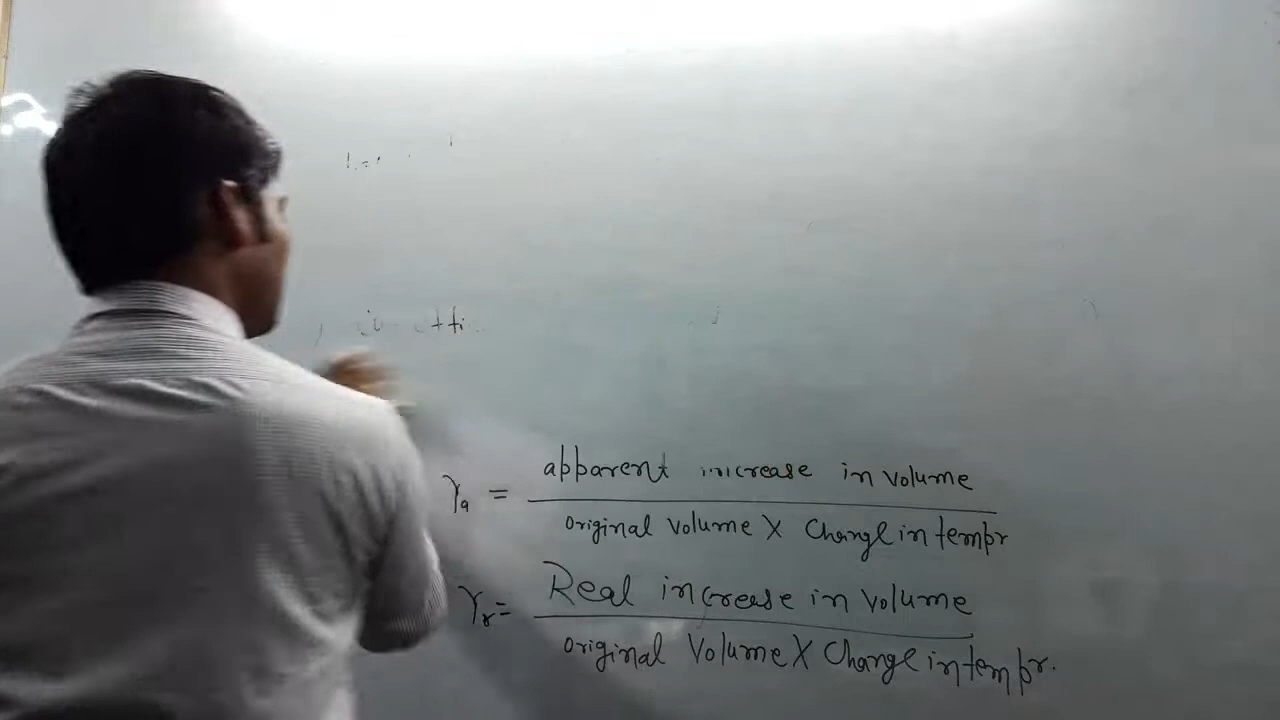 γa = apparent increase in volume
original volume X Change in tempr
γr = Real increase in volume
original Volume X Change in tempr.